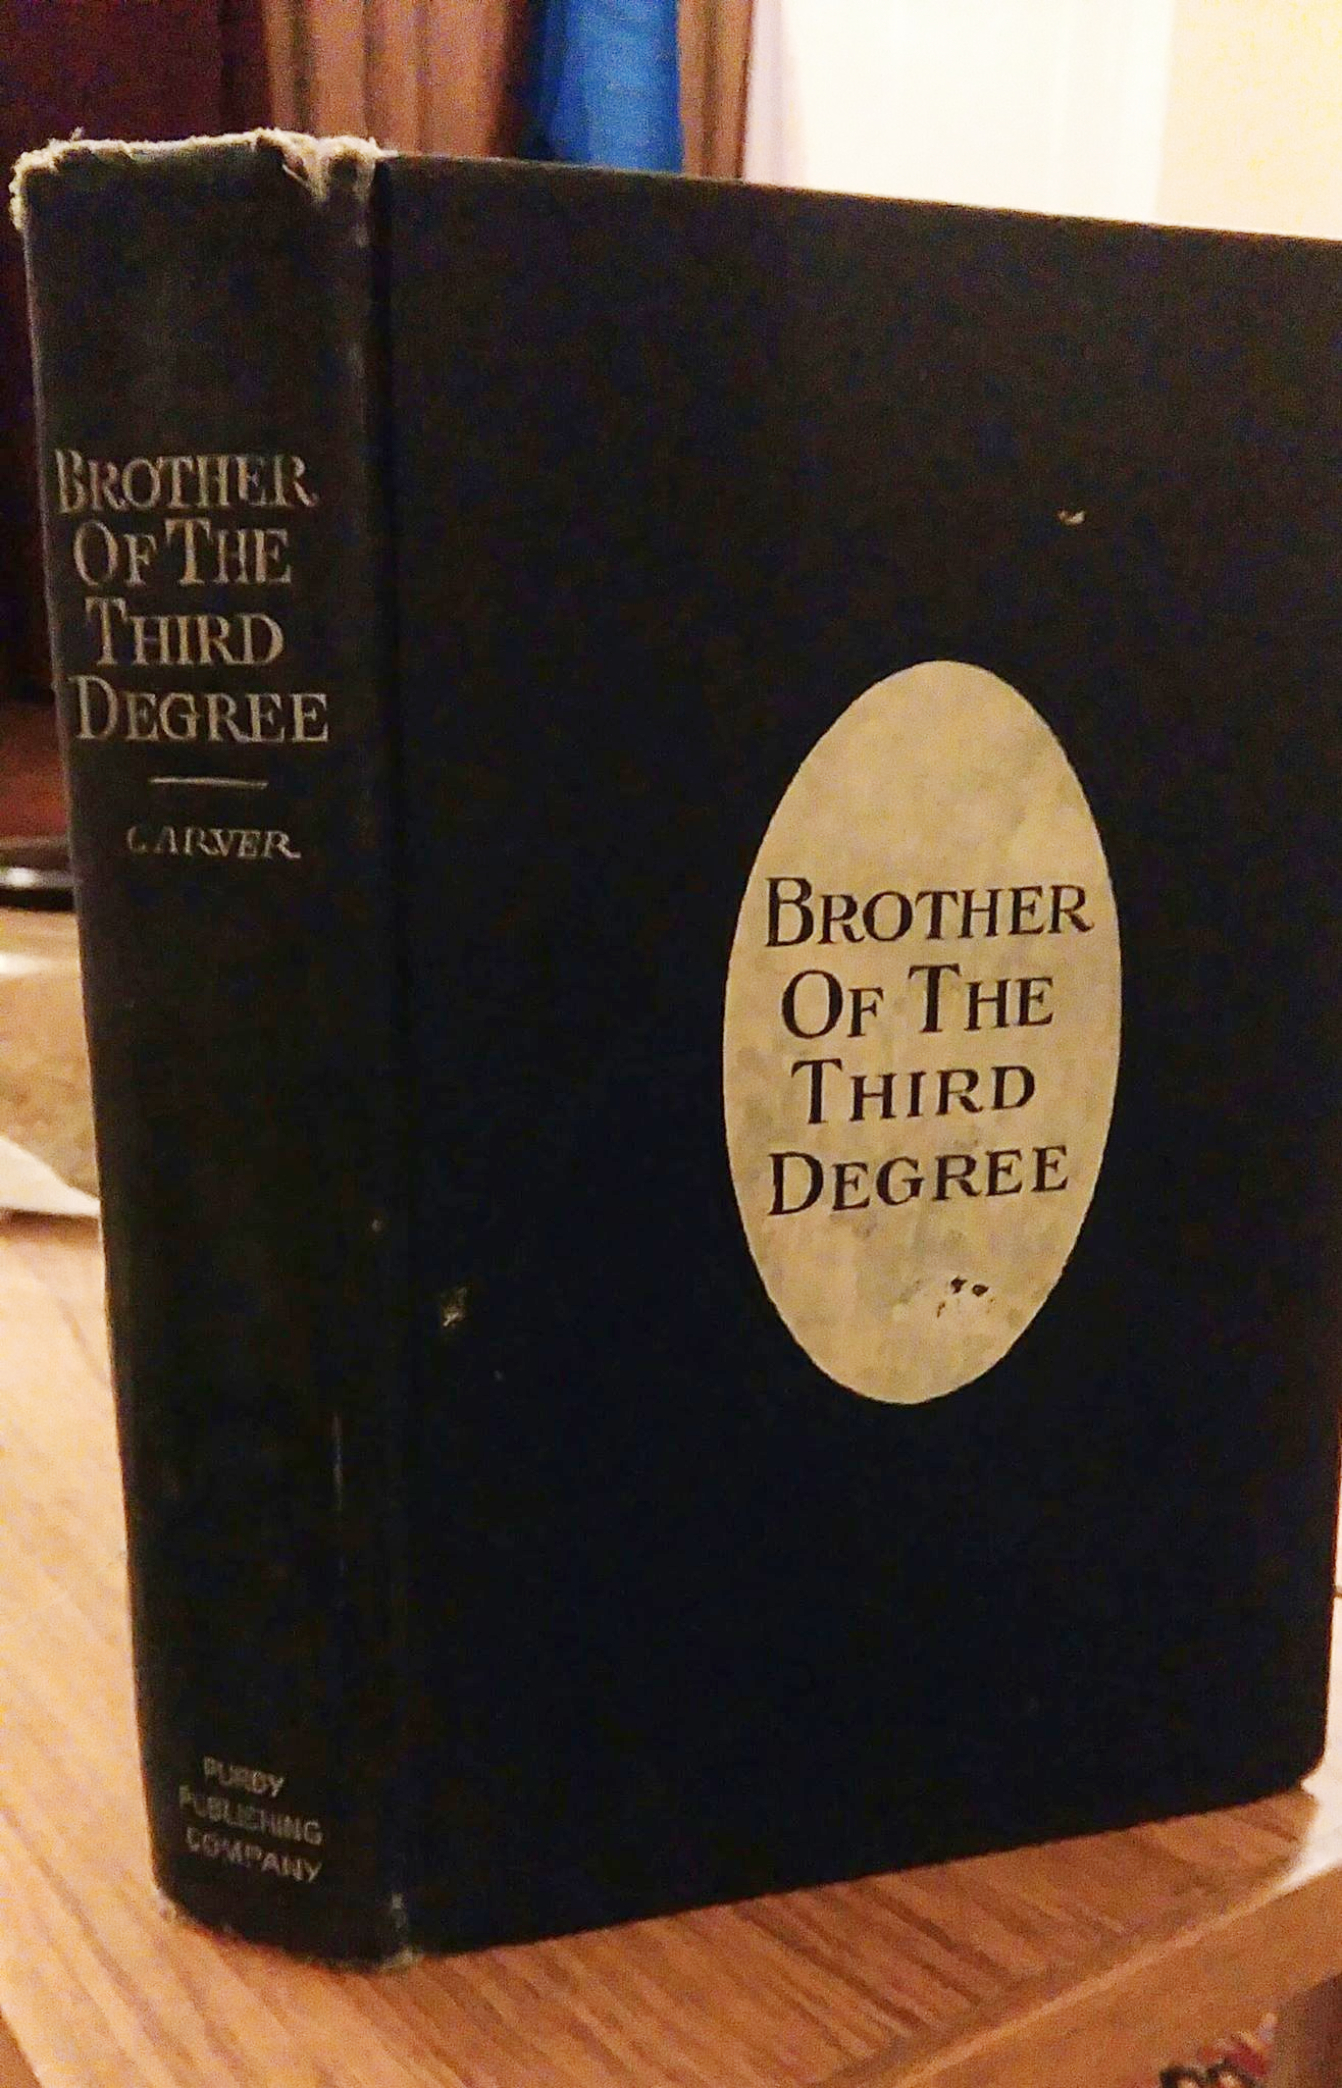 BROTHER
OF THE
THIRD
DEGREE
CARVER
PURDY
PUBLISHING
COMPANY
BROTHER
OF THE
THIRD
DEGREE